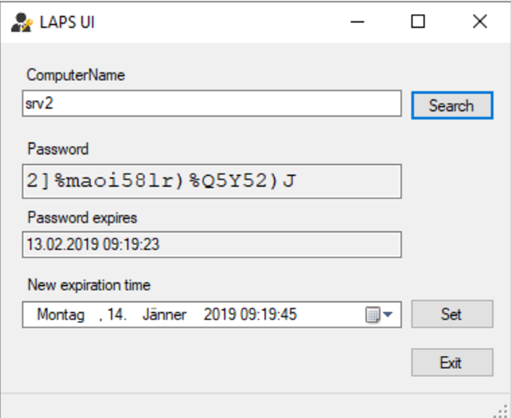 LAPS UI
ComputerName
srv2
Search
Password
2]%maoi58lr)%Q5Y52)J
Password expires
13.02.2019 09:19:23
New expiration time
Montag , 14. Jänner 2019 09:19:45
Set
Exit